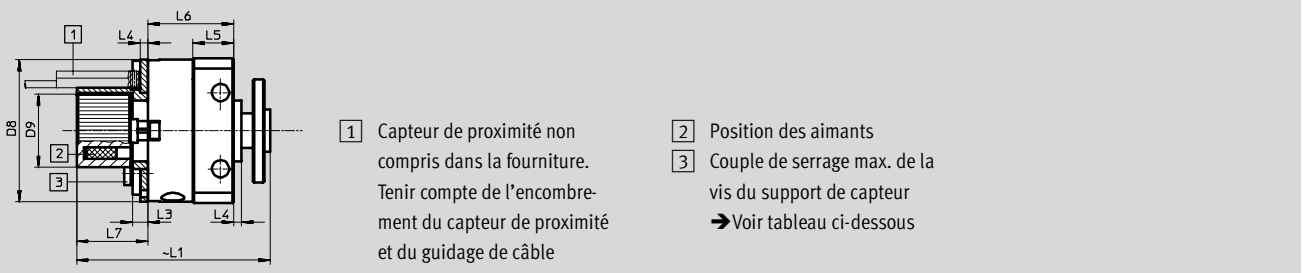 L6
1
L4
L5
D8
D9
2
3
L3
L4
L7
~L1
1 Capteur de proximité non
compris dans la fourniture.
Tenir compte de l’encombre-
ment du capteur de proximité
et du guidage de câble
2 Position des aimants
3 Couple de serrage max. de la
vis du support de capteur
➔Voir tableau ci-dessous